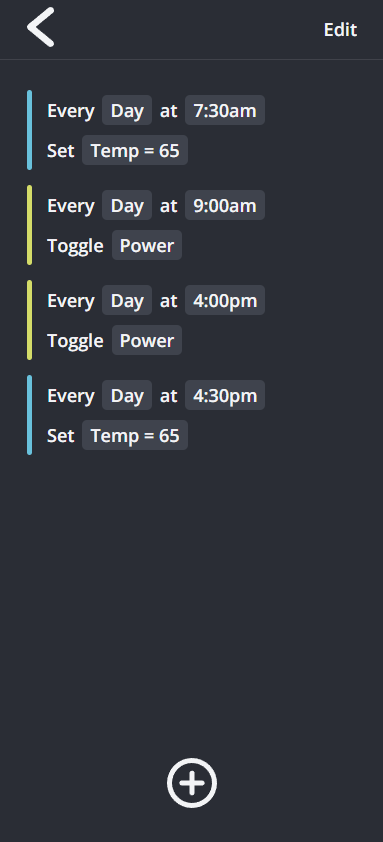 Edit
Every Day at 7:30am
Set Temp = 65
Every Day at 9:00am
Toggle Power
Every Day at 4:00pm
Toggle Power
Every Day at 4:30pm
Set Temp = 65